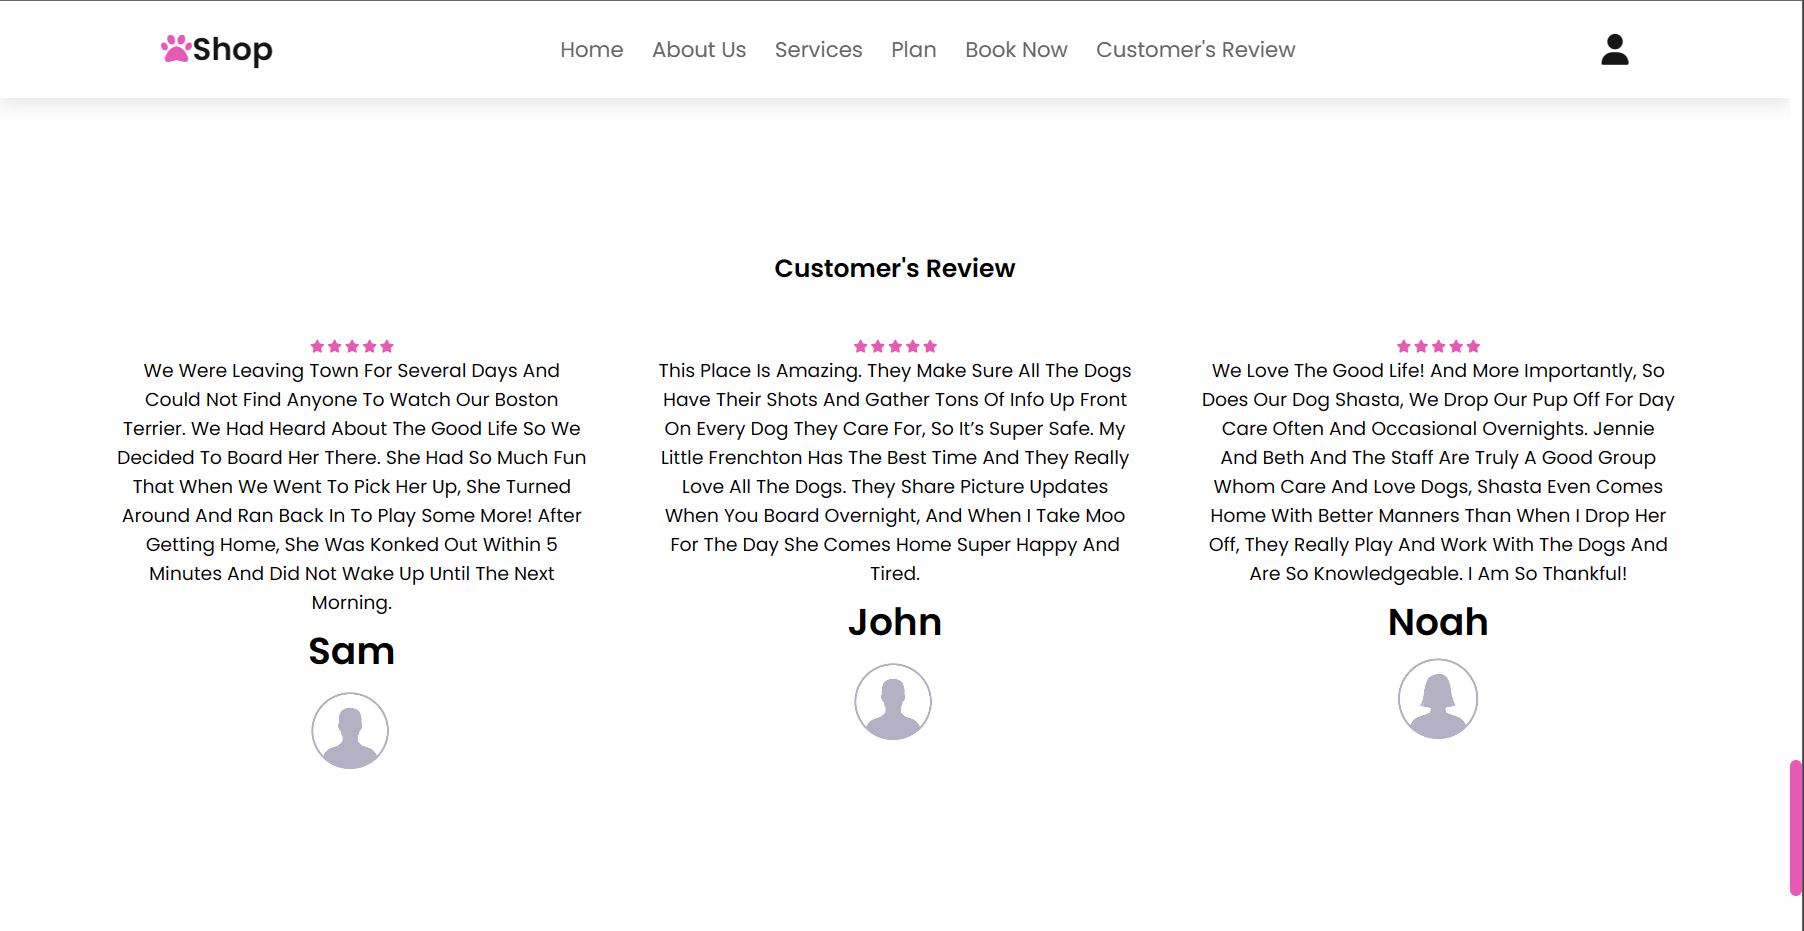 Shop
Home About Us Services Plan Book Now Customer's Review
Customer's Review
We Were Leaving Town For Several Days And
Could Not Find Anyone To Watch Our Boston
Terrier. We Had Heard About The Good Life So We
Decided To Board Her There. She Had So Much Fun
That When We Went To Pick Her Up, She Turned
Around And Ran Back In To Play Some More! After
Getting Home, She Was Konked Out Within 5
Minutes And Did Not Wake Up Until The Next
Morning.
Sam
This Place Is Amazing. They Make Sure All The Dogs
Have Their Shots And Gather Tons Of Info Up Front
On Every Dog They Care For, So It’s Super Safe. My
Little Frenchton Has The Best Time And They Really
Love All The Dogs. They Share Picture Updates
When You Board Overnight, And When I Take Moo
For The Day She Comes Home Super Happy And
Tired.
John
We Love The Good Life! And More Importantly, So
Does Our Dog Shasta, We Drop Our Pup Off For Day
Care Often And Occasional Overnights. Jennie
And Beth And The Staff Are Truly A Good Group
Whom Care And Love Dogs, Shasta Even Comes
Home With Better Manners Than When I Drop Her
Off, They Really Play And Work With The Dogs And
Are So Knowledgeable. I Am So Thankful!
Noah